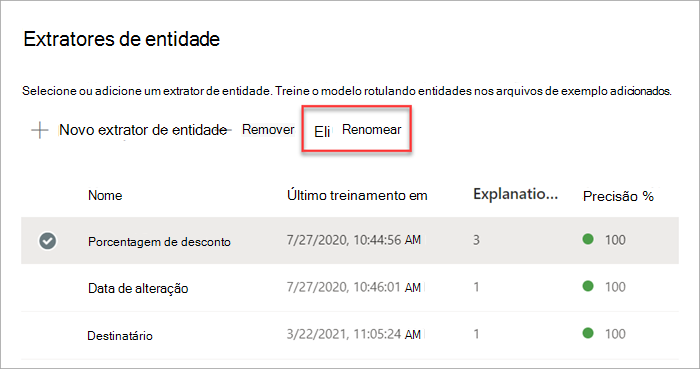 Extratores de entidade
Selecione ou adicione um extrator de entidade. Treine o modelo rotulando entidades nos arquivos de exemplo adicionados.
Novo extrator de entidade Remover Eli Renomear
Nome Último treinamento em Explanatio... Precisão %
Porcentagem de desconto 7/27/2020, 10:44:56 AM 3 100
Data de alteração 7/27/2020, 10:46:01 AM 1 100
Destinatário 3/22/2021, 11:05:24 AM 1 100